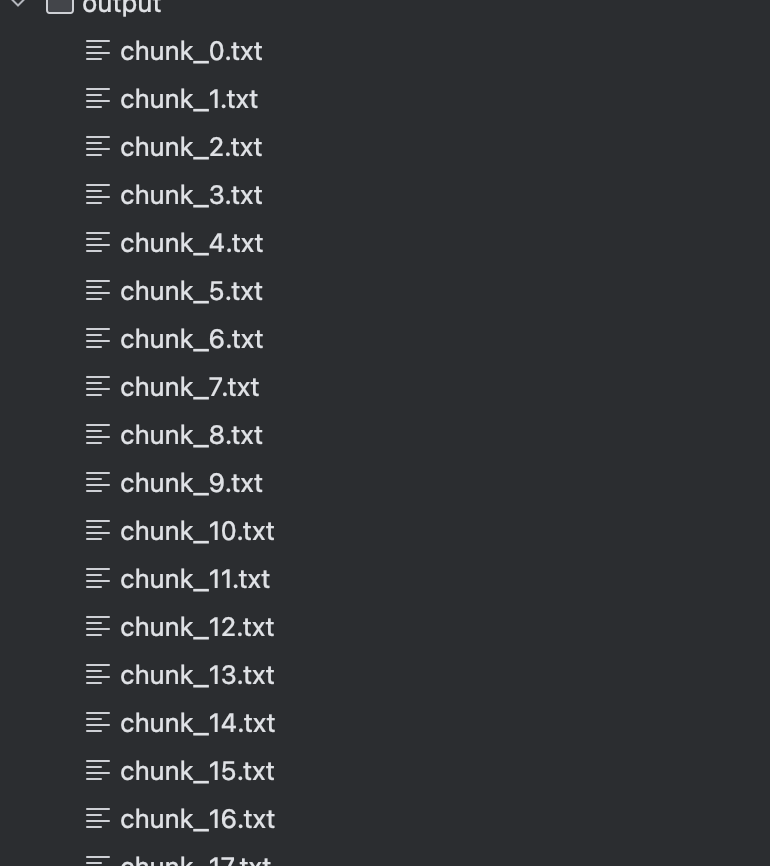 output
chunk_0.txt
chunk_1.txt
chunk_2.txt
chunk_3.txt
chunk_4.txt
chunk_5.txt
chunk_6.txt
chunk_7.txt
chunk_8.txt
chunk_9.txt
chunk_10.txt
chunk_11.txt
chunk_12.txt
chunk_13.txt
chunk_14.txt
chunk_15.txt
chunk_16.txt
chunk_17.txt